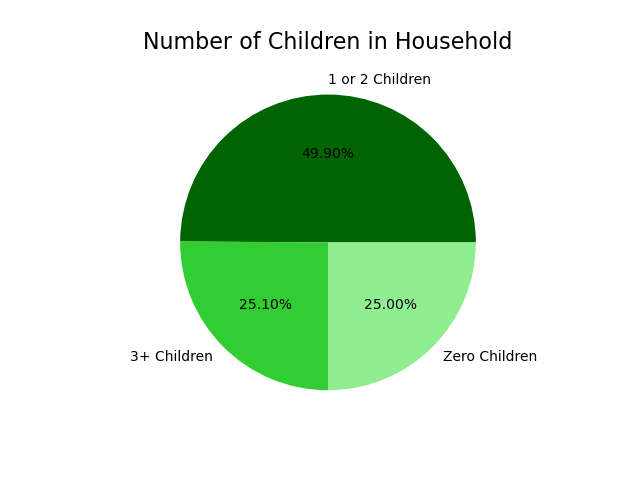 Number of Children in Household
1 or 2 Children
49.90%
25.10%
25.00%
3+ Children
Zero Children